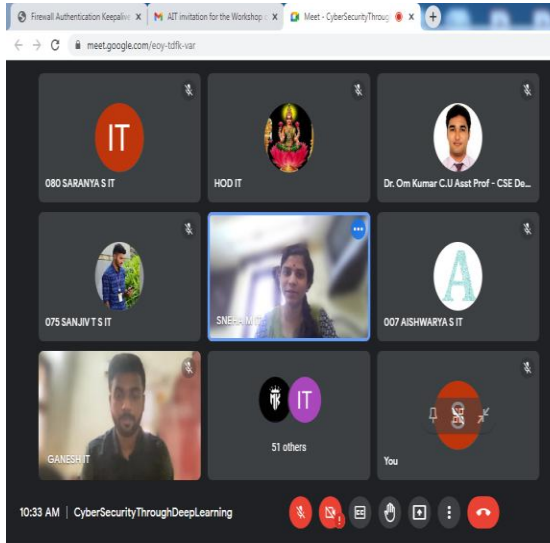 Firewall Authentication Keepaliv
AIT invitation for the Workshop
Meet - CyberSecurityThroug
meet.google.com/eoy-tdfk-var
IT
080 SARANYA S IT
HOD IT
Dr. Om Kumar C.U Asst Prof - CSE De...
075 SANJIV T S IT
SNEHA M IT
A
007 AISHWARYA S IT
GANESH IT
IT
51 others
You
10:33 AM | CyberSecurityThroughDeepLearning